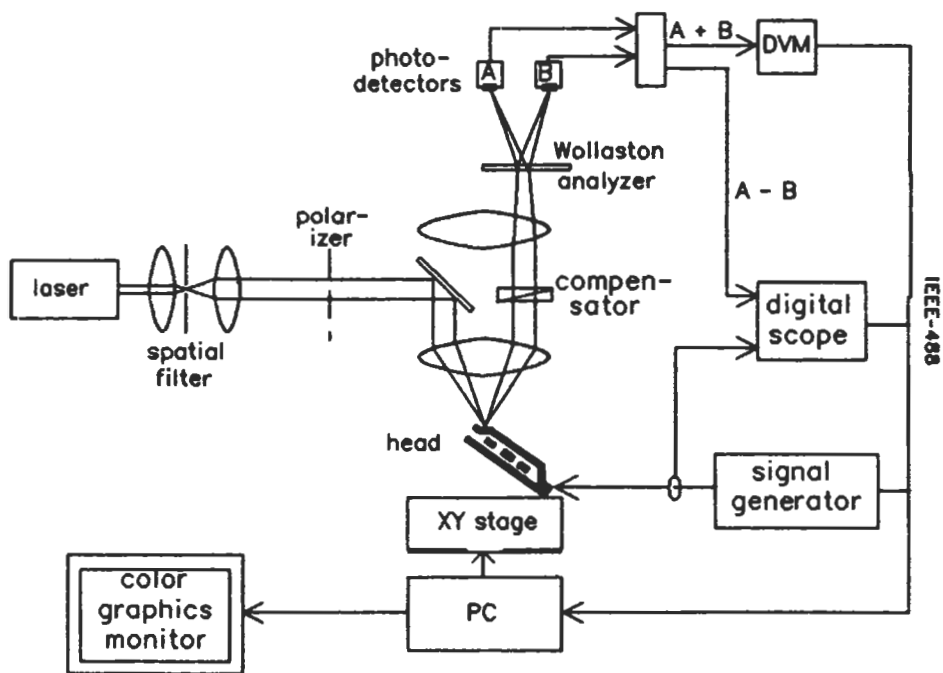 photo-
detectors
A
B
A + B
DVM
Wollaston
analyzer
A - B
polar-
izer
laser
compen-
sator
digital
scope
IEEE-488
spatial
filter
head
signal
generator
XY stage
color
graphics
monitor
PC